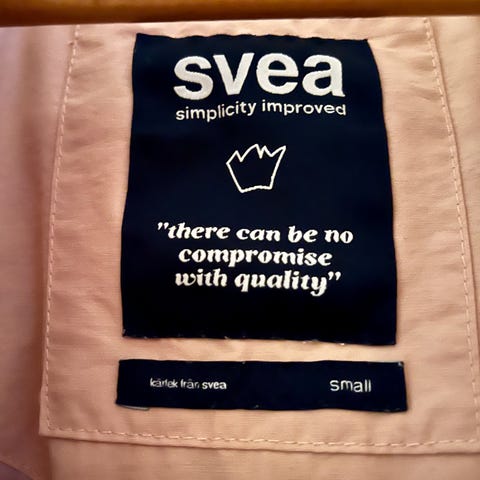 svea
simplicity improved
"there can be no
compromise
with quality"
kärlek från svea
small